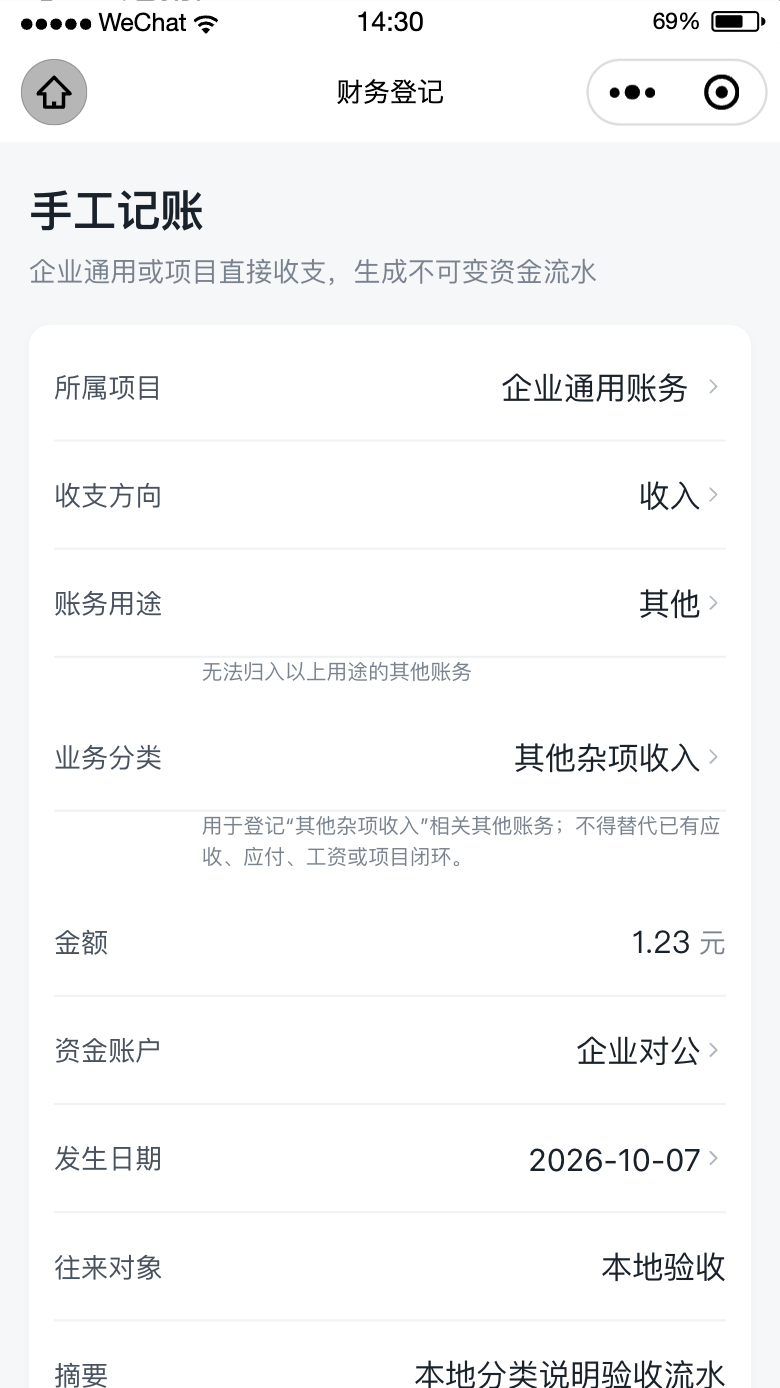 WeChat 14:30 69%
财务登记
手工记账
企业通用或项目直接收支，生成不可变资金流水
所属项目 企业通用账务
收支方向 收入
账务用途 其他
无法归入以上用途的其他账务
业务分类 其他杂项收入
用于登记“其他杂项收入”相关其他账务；不得替代已有应
收、应付、工资或项目闭环。
金额 1.23 元
资金账户 企业对公
发生日期 2026-10-07
往来对象 本地验收
摘要 本地分类说明验收流水